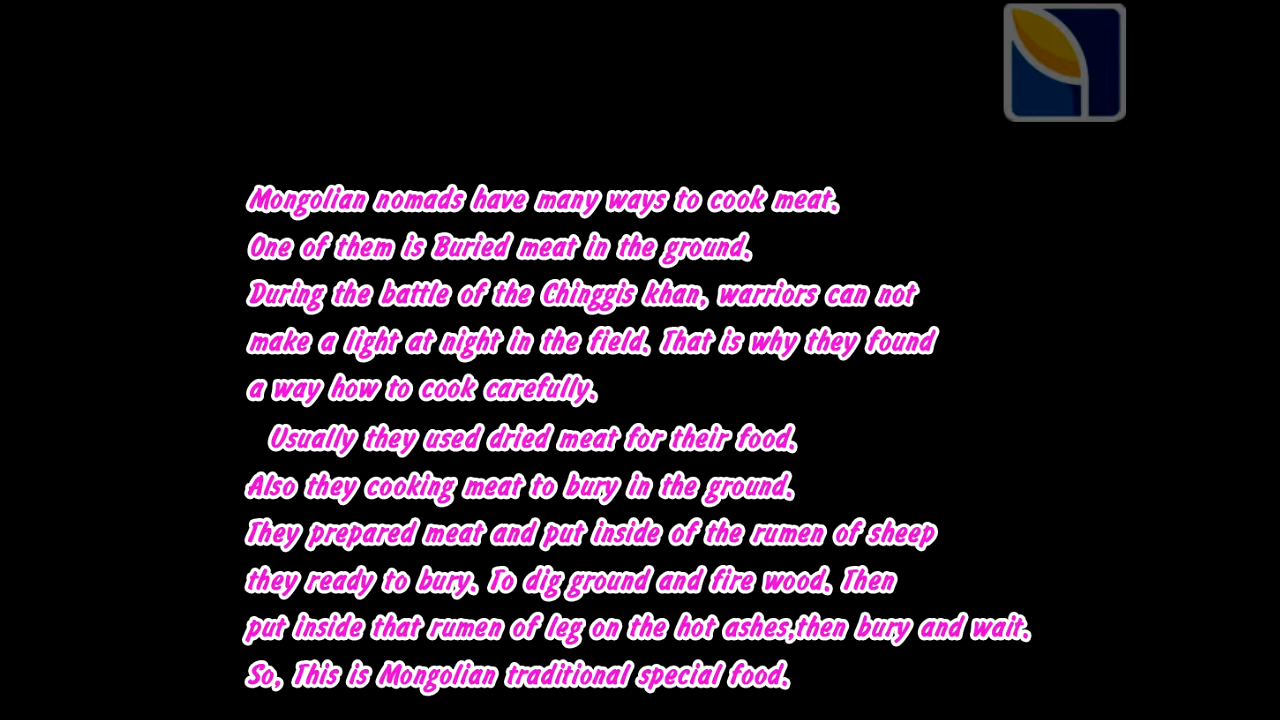 Mongolian nomads have many ways to cook meat.
One of them is Buried meat in the ground.
During the battle of the Chinggis khan, warriors can not
make a light at night in the field. That is why they found
a way how to cook carefully.
Usually they used dried meat for their food.
Also they cooking meat to bury in the ground.
They prepared meat and put inside of the rumen of sheep
they ready to bury. To dig ground and fire wood. Then
put inside that rumen of leg on the hot ashes,then bury and wait.
So, This is Mongolian traditional special food.